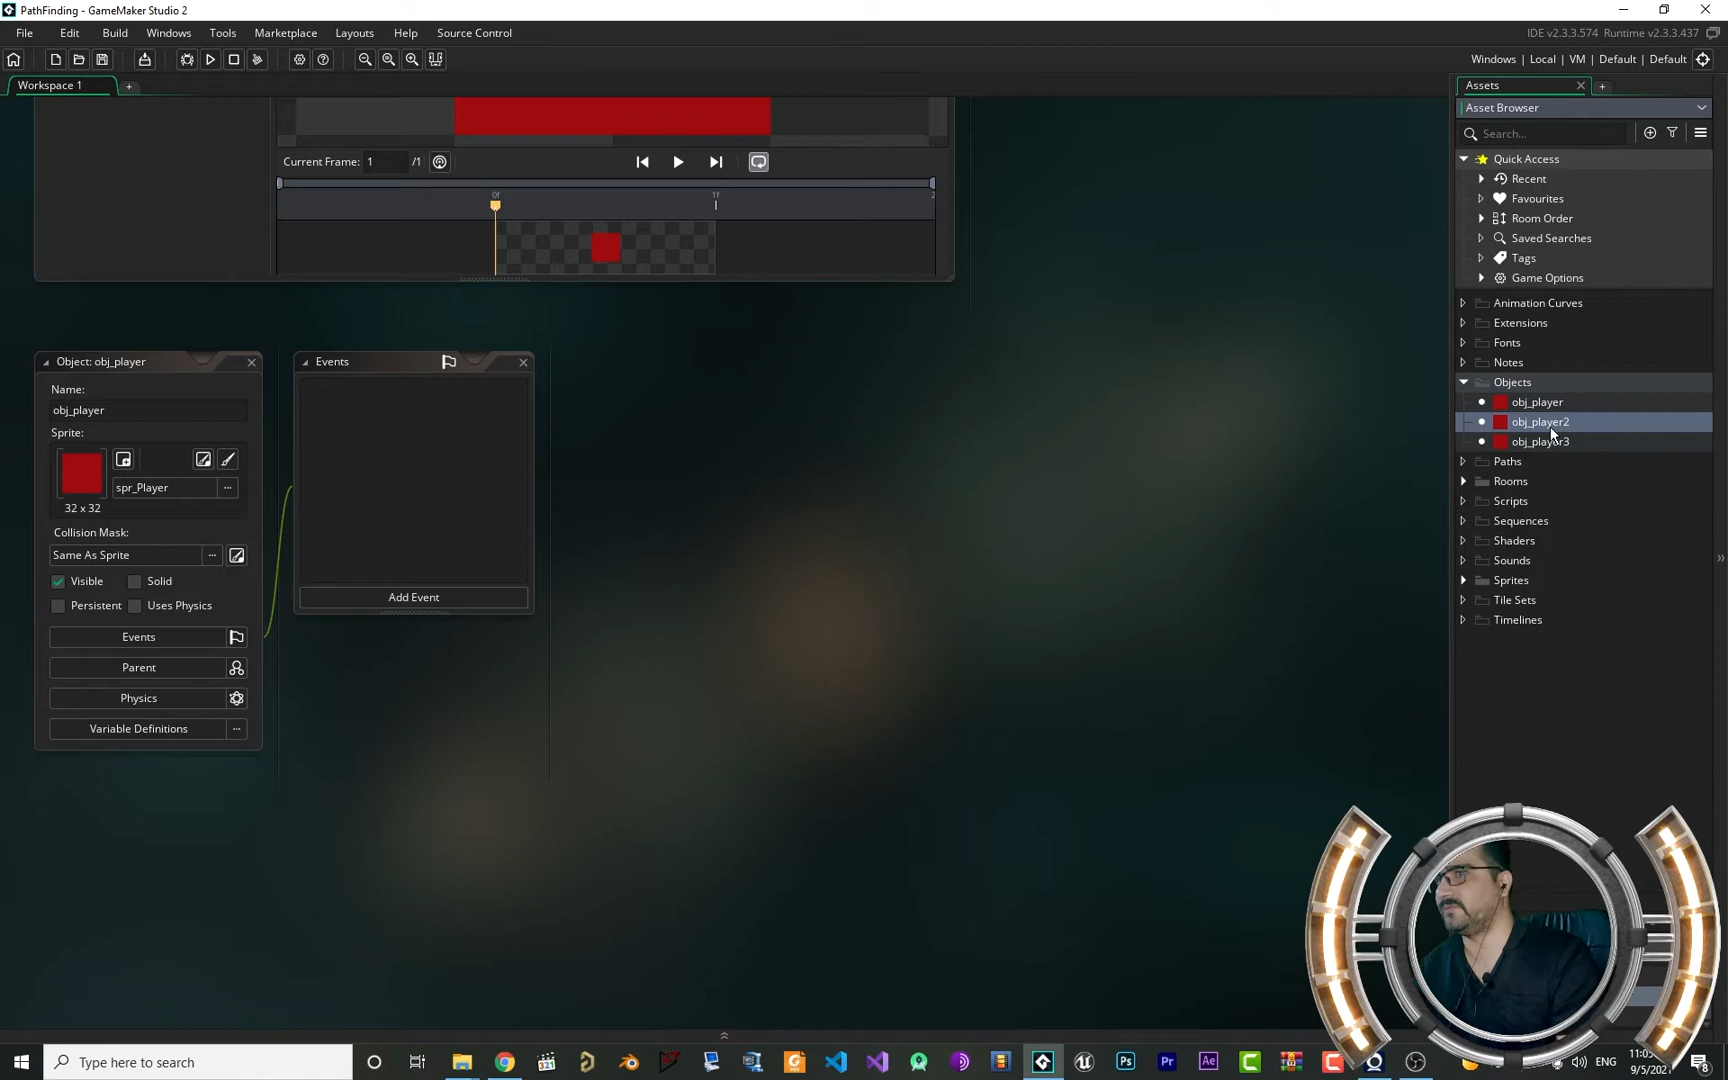 PathFinding - GameMaker Studio 2
File Edit Build Windows Tools Marketplace Layouts Help Source Control
IDE v2.3.3.574 Runtime v2.3.3.437
Windows | Local | VM | Default | Default
Workspace 1
Assets
Asset Browser
Search...
Current Frame: 1 /1
0f 1f 2
Quick Access
Recent
Favourites
Room Order
Saved Searches
Tags
Game Options
Animation Curves
Extensions
Fonts
Notes
Objects
obj_player
obj_player2
obj_player3
Paths
Rooms
Scripts
Sequences
Shaders
Sounds
Sprites
Tile Sets
Timelines
Object: obj_player
Name:
obj_player
Sprite:
spr_Player
32 x 32
Collision Mask:
Same As Sprite
Visible Solid
Persistent Uses Physics
Events
Parent
Physics
Variable Definitions
Events
Add Event
Type here to search
ENG